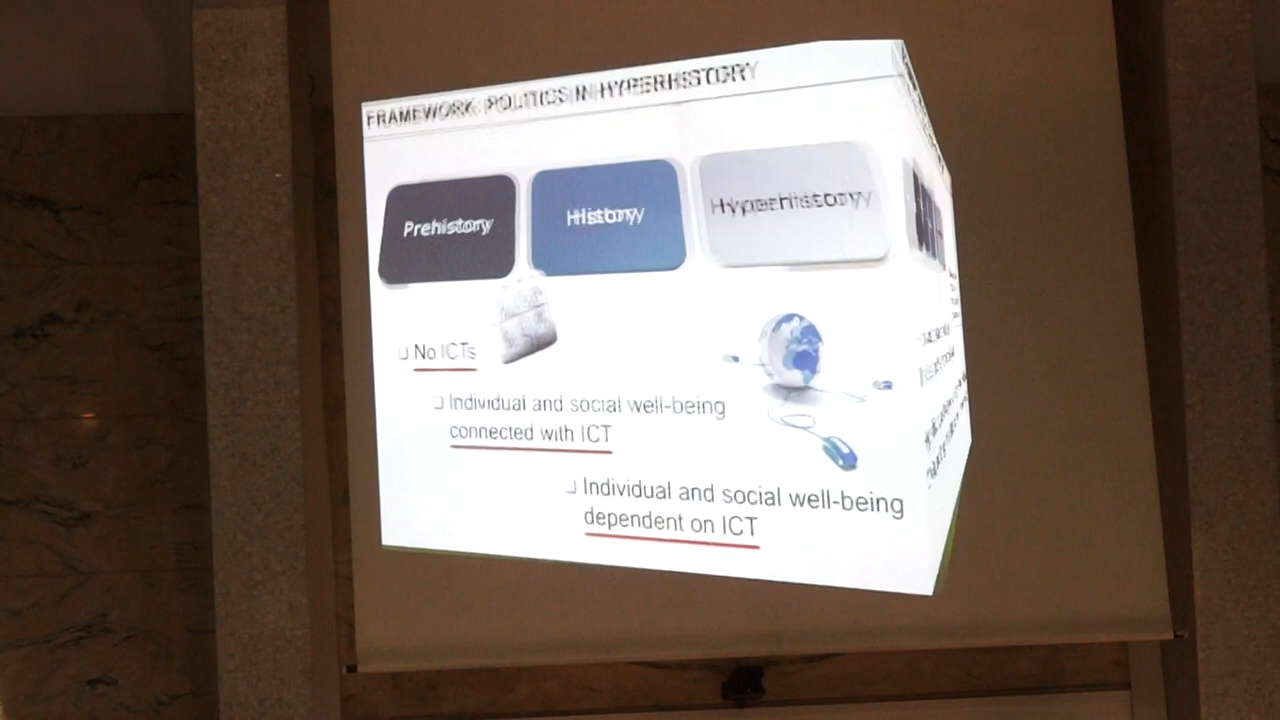 FRAMEWORK: POLITICS IN HYPERHISTORY
Prehistory
History
Hyperhistory
No ICTs
Individual and social well-being
connected with ICT
Individual and social well-being
dependent on ICT